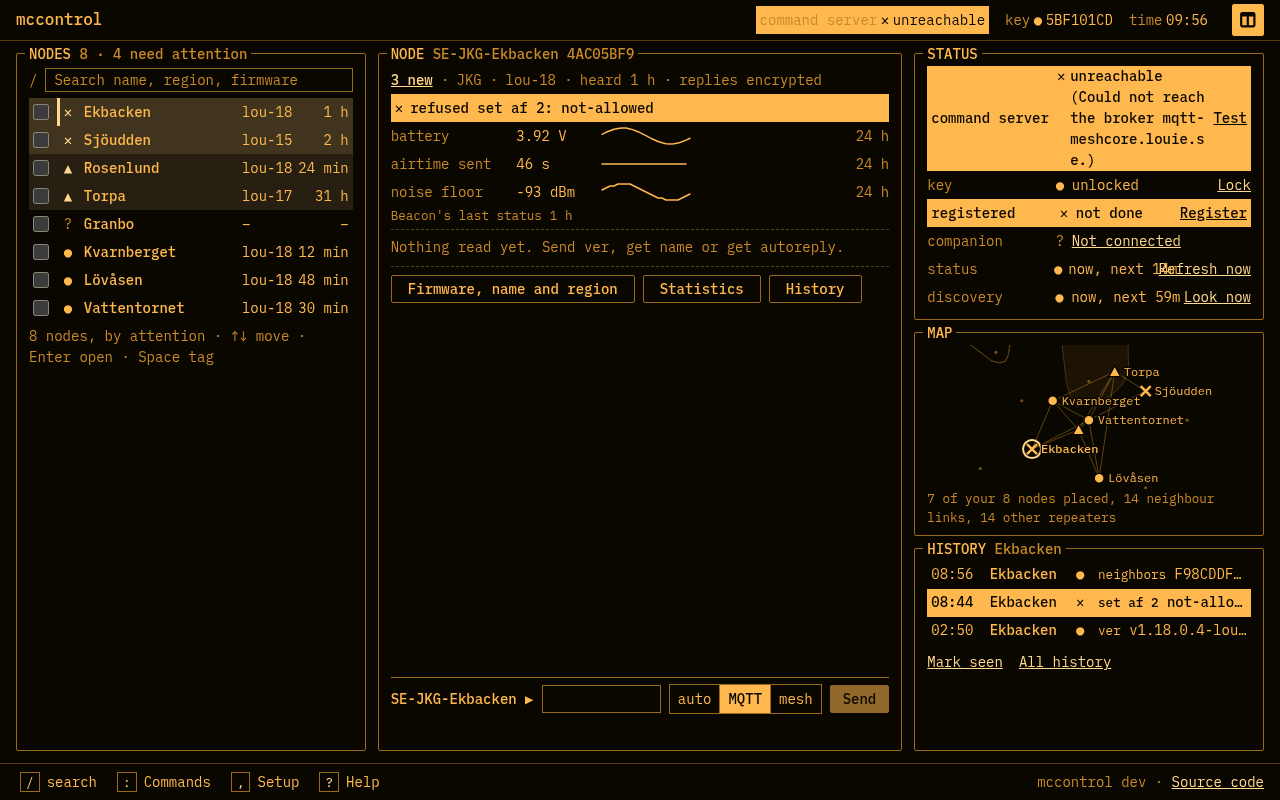 mccontrol
command server × unreachable
key ● 5BF101CD
time 09:56
NODES 8 · 4 need attention
/ Search name, region, firmware
× Ekbacken lou-18 1 h
× Sjöudden lou-15 2 h
▲ Rosenlund lou-17 24 min
▲ Torpa lou-17 31 h
? Granbo – –
● Kvarnberget lou-18 12 min
● Lövåsen lou-18 48 min
● Vattentornet lou-18 30 min
8 nodes, by attention · ↑↓ move ·
Enter open · Space tag
NODE SE-JKG-Ekbacken 4AC05BF9
3 new · JKG · lou-18 · heard 1 h · replies encrypted
× refused set af 2: not-allowed
battery 3.92 V 24 h
airtime sent 46 s 24 h
noise floor -93 dBm 24 h
Beacon's last status 1 h
Nothing read yet. Send ver, get name or get autoreply.
Firmware, name and region
Statistics
History
SE-JKG-Ekbacken ▶
auto MQTT mesh
Send
STATUS
command server × unreachable
(Could not reach
the broker mqtt-
meshcore.louie.s
e.)
Test
key ● unlocked Lock
registered × not done Register
companion ? Not connected
status ● now, next Refresh now
discovery ● now, next 59m Look now
MAP
Torpa
Sjöudden
Kvarnberget
Vattentornet
Ekbacken
Lövåsen
7 of your 8 nodes placed, 14 neighbour
links, 14 other repeaters
HISTORY Ekbacken
08:56 Ekbacken ● neighbors F98CDDF…
08:44 Ekbacken × set af 2 not-allo…
02:50 Ekbacken ● ver v1.18.0.4-lou…
Mark seen All history
/ search
: Commands
, Setup
? Help
mccontrol dev · Source code